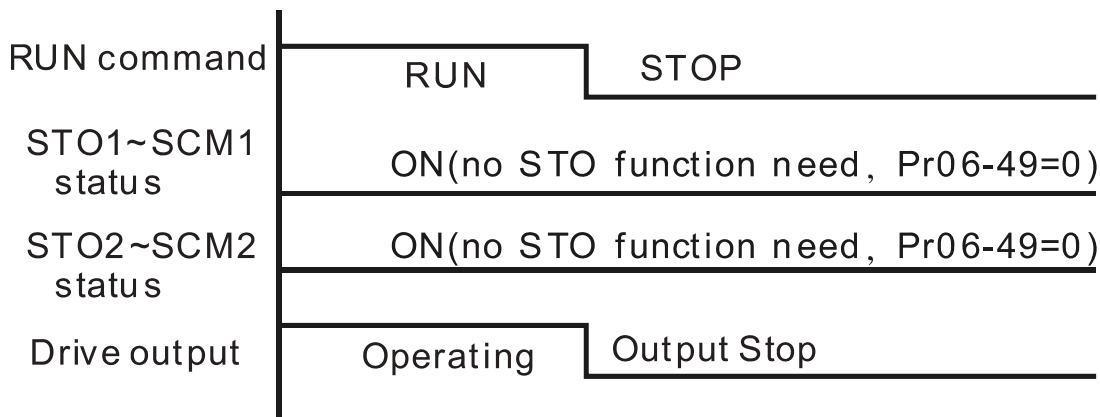 RUN command
RUN
STOP
STO1~SCM1
status
ON(no STO function need, Pr06-49=0)
STO2~SCM2
status
ON(no STO function need, Pr06-49=0)
Drive output
Operating
Output Stop